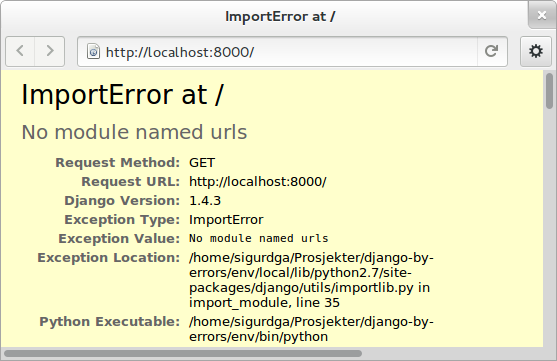 ImportError at /
http://localhost:8000/
ImportError at /
No module named urls
Request Method: GET
Request URL: http://localhost:8000/
Django Version: 1.4.3
Exception Type: ImportError
Exception Value: No module named urls
Exception Location: /home/sigurdga/Prosjekter/django-by-
errors/env/local/lib/python2.7/site-
packages/django/utils/importlib.py in
import_module, line 35
Python Executable: /home/sigurdga/Prosjekter/django-by-
errors/env/bin/python